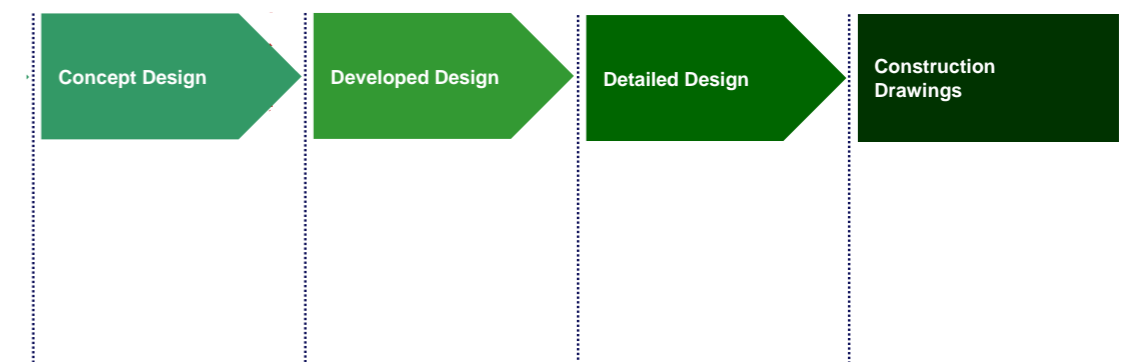 Concept Design
Developed Design
Detailed Design
Construction
Drawings